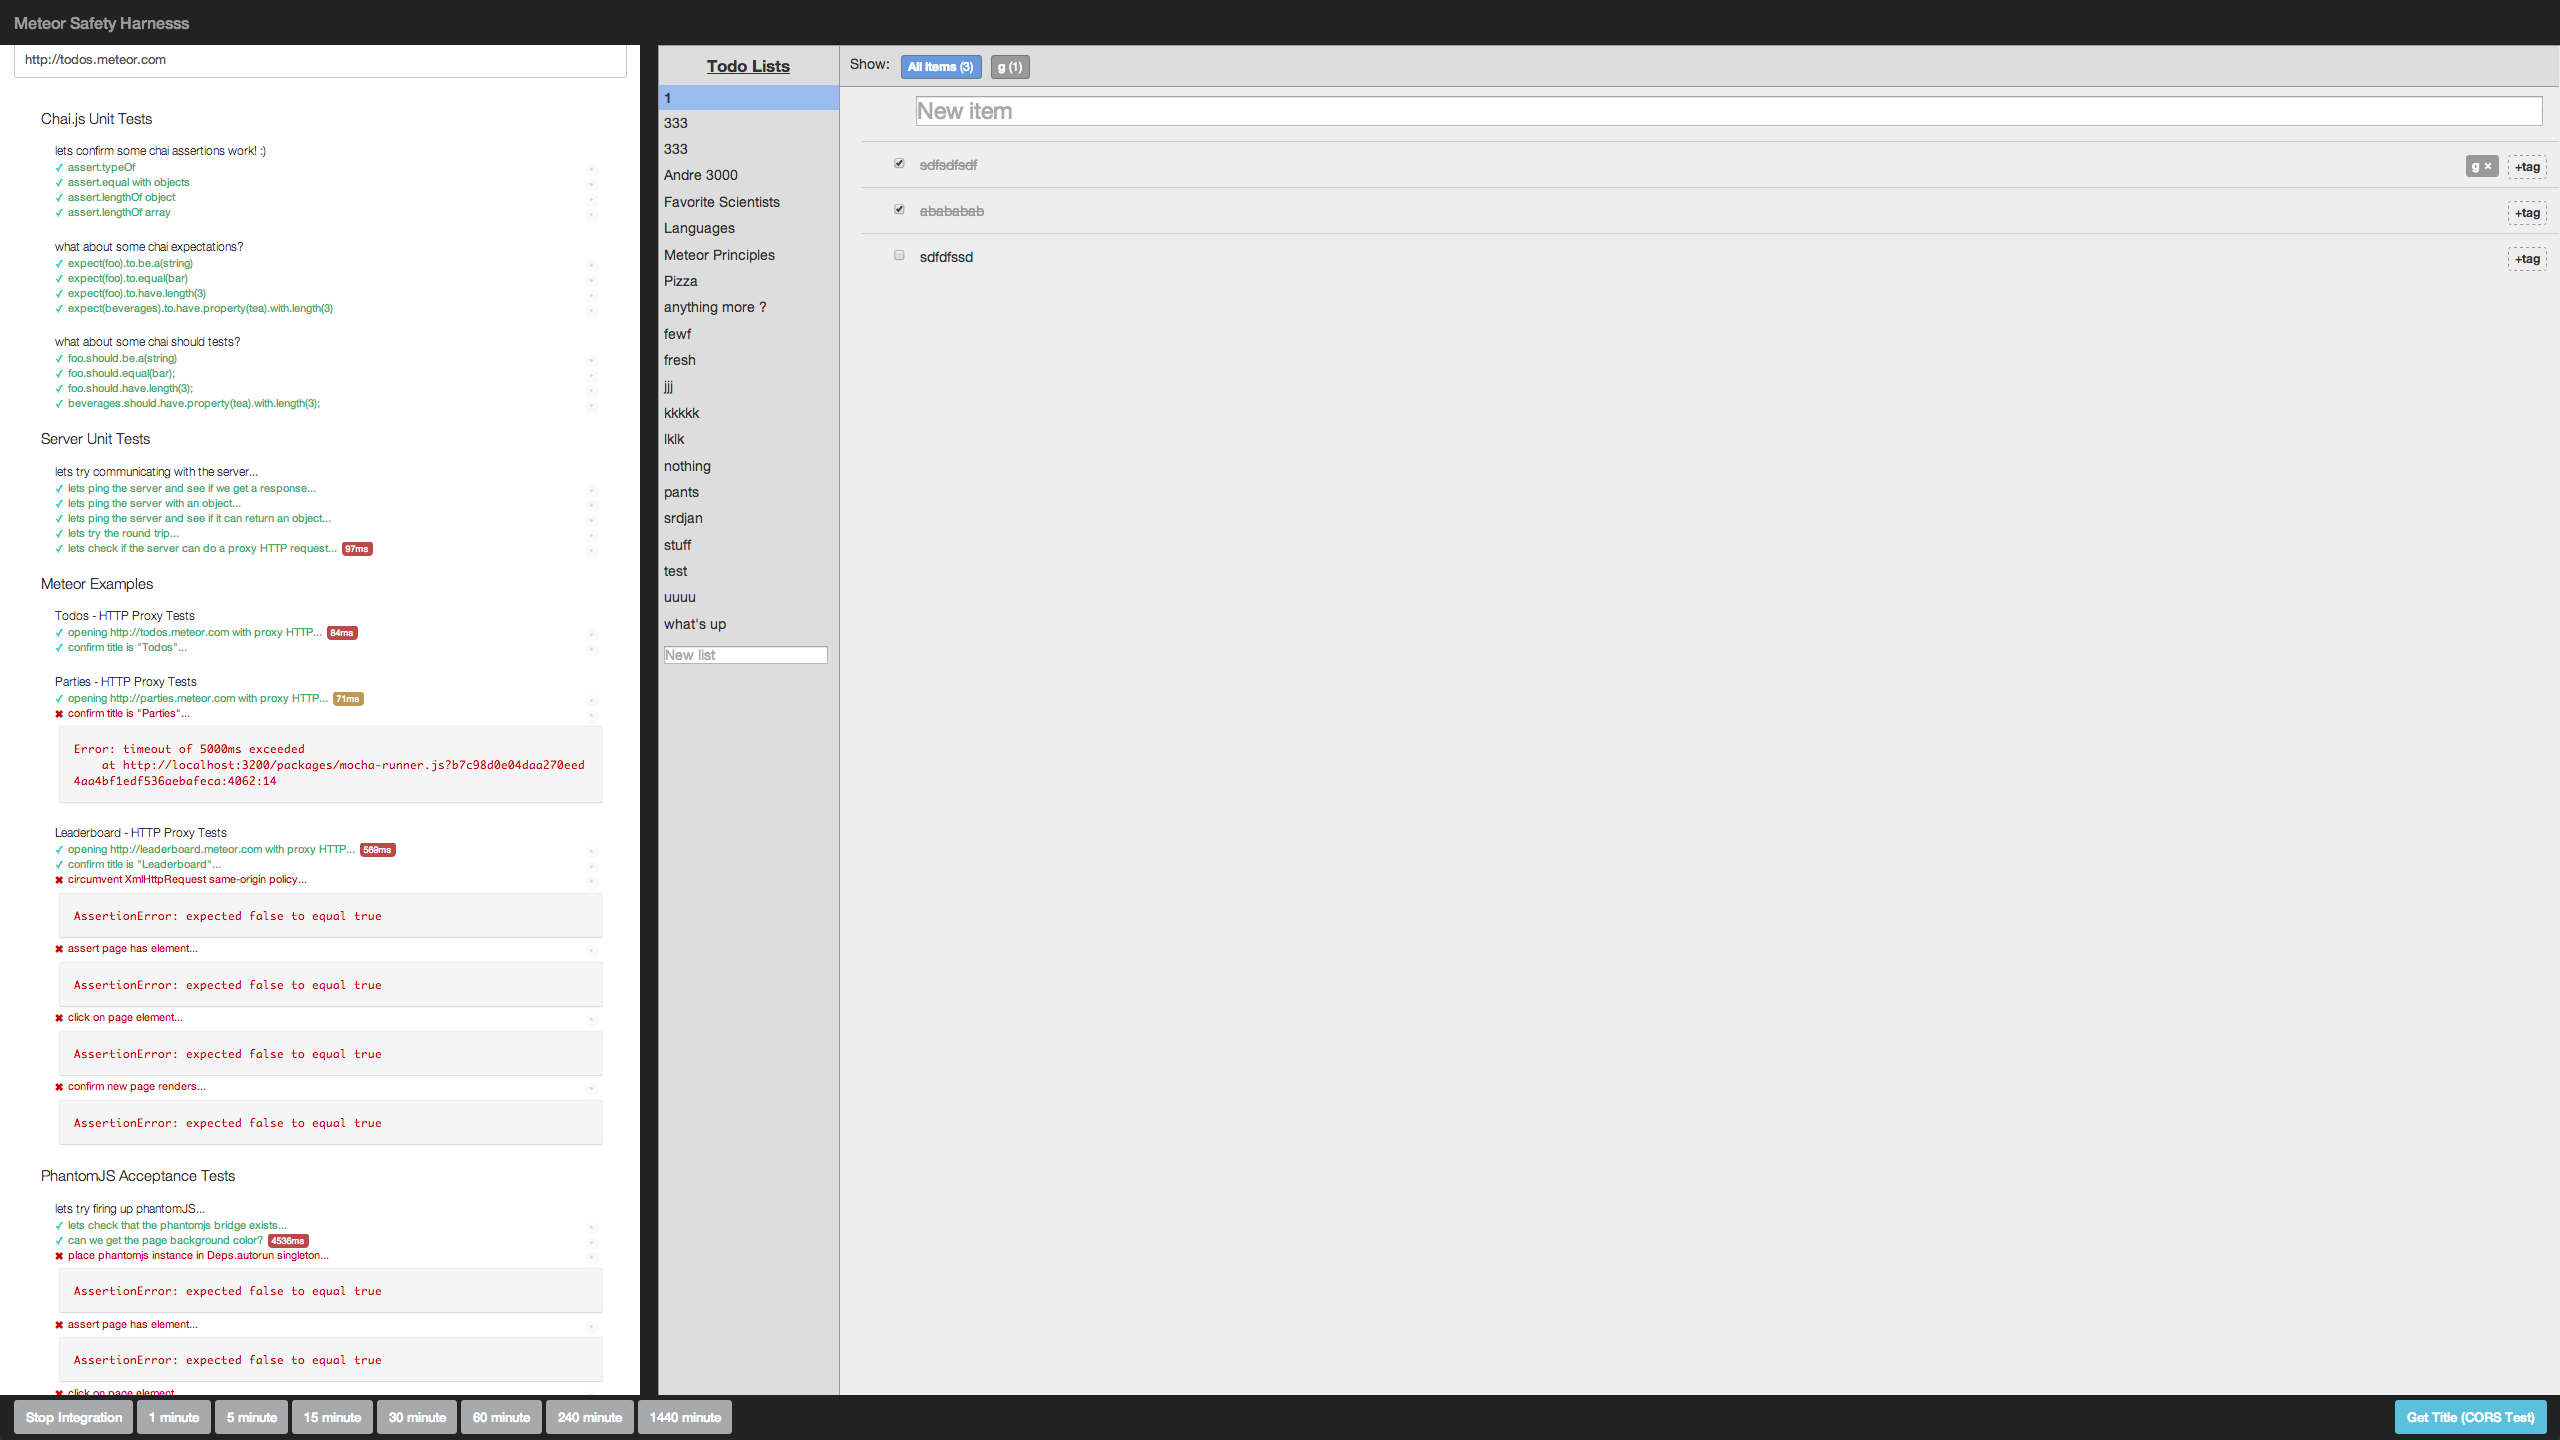 Meteor Safety Harnesss
http://todos.meteor.com
Chai.js Unit Tests
lets confirm some chai assertions work! :)
✓ assert.typeOf
✓ assert.equal with objects
✓ assert.lengthOf object
✓ assert.lengthOf array
what about some chai expectations?
✓ expect(foo).to.be.a(string)
✓ expect(foo).to.equal(bar)
✓ expect(foo).to.have.length(3)
✓ expect(beverages).to.have.property(tea).with.length(3)
what about some chai should tests?
✓ foo.should.be.a(string)
✓ foo.should.equal(bar);
✓ foo.should.have.length(3);
✓ beverages.should.have.property(tea).with.length(3);
Server Unit Tests
lets try communicating with the server...
✓ lets ping the server and see if we get a response...
✓ lets ping the server with an object...
✓ lets ping the server and see if it can return an object...
✓ lets try the round trip...
✓ lets check if the server can do a proxy HTTP request... 97ms
Meteor Examples
Todos - HTTP Proxy Tests
✓ opening http://todos.meteor.com with proxy HTTP... 84ms
✓ confirm title is "Todos"...
Parties - HTTP Proxy Tests
✓ opening http://parties.meteor.com with proxy HTTP... 71ms
✖ confirm title is "Parties"...
Error: timeout of 5000ms exceeded
at http://localhost:3200/packages/mocha-runner.js?b7c98d0e04daa270eed
4aa4bf1edf536aebafeca:4062:14
Leaderboard - HTTP Proxy Tests
✓ opening http://leaderboard.meteor.com with proxy HTTP... 569ms
✓ confirm title is "Leaderboard"...
✖ circumvent XmlHttpRequest same-origin policy...
AssertionError: expected false to equal true
✖ assert page has element...
AssertionError: expected false to equal true
✖ click on page element...
AssertionError: expected false to equal true
✖ confirm new page renders...
AssertionError: expected false to equal true
PhantomJS Acceptance Tests
lets try firing up phantomJS...
✓ lets check that the phantomjs bridge exists...
✓ can we get the page background color? 4536ms
✖ place phantomjs instance in Deps.autorun singleton...
AssertionError: expected false to equal true
✖ assert page has element...
AssertionError: expected false to equal true
✖ click on page element
Todo Lists
1
333
333
Andre 3000
Favorite Scientists
Languages
Meteor Principles
Pizza
anything more ?
fewf
fresh
jjj
kkkkk
lklk
nothing
pants
srdjan
stuff
test
uuuu
what's up
New list
Show: All items (3) g (1)
New item
sdfsdfsdf g × +tag
abababab +tag
sdfdfssd +tag
Stop Integration 1 minute 5 minute 15 minute 30 minute 60 minute 240 minute 1440 minute Get Title (CORS Test)